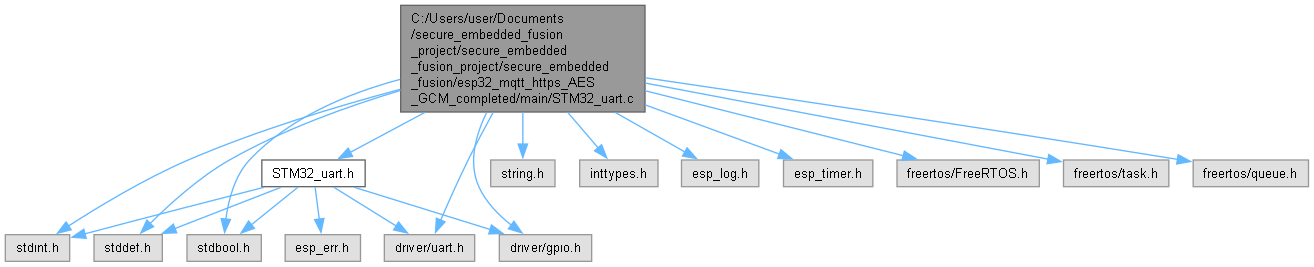 C:/Users/user/Documents
/secure_embedded_fusion
_project/secure_embedded
_fusion_project/secure_embedded
_fusion/esp32_mqtt_https_AES
_GCM_completed/main/STM32_uart.c
STM32_uart.h
string.h
inttypes.h
esp_log.h
esp_timer.h
freertos/FreeRTOS.h
freertos/task.h
freertos/queue.h
stdint.h
stddef.h
stdbool.h
esp_err.h
driver/uart.h
driver/gpio.h